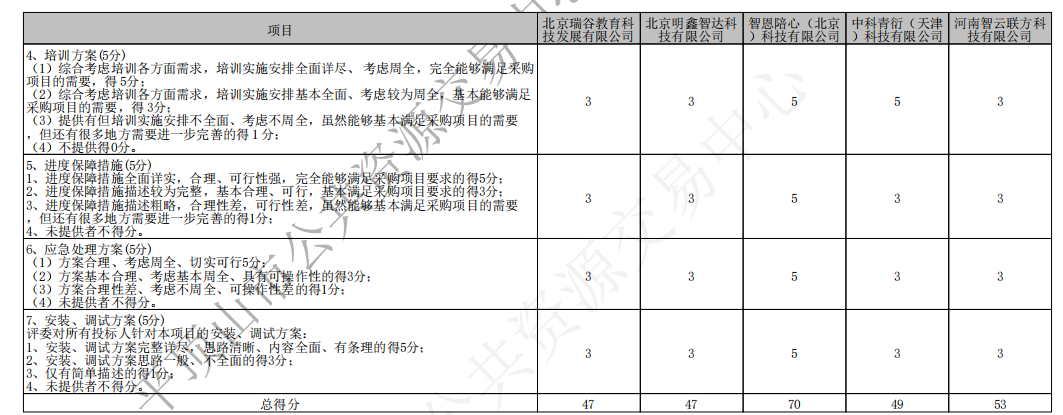 项目
北京瑞谷教育科
技发展有限公司
北京明鑫智达科
技有限公司
智恩陪心（北京
）科技有限公司
中科青衍（天津
）科技有限公司
河南智云联方科
技有限公司
4、培训方案(5分)
（1）综合考虑培训各方面需求，培训实施安排全面详尽、考虑周全，完全能够满足采购
项目的需要，得 5分；
（2）综合考虑培训各方面需求，培训实施安排基本全面、考虑较为周全，基本能够满足
采购项目的需要，得 3分；
（3）提供有但培训实施安排不全面、考虑不周全，虽然能够基本满足采购项目的需要
，但还有很多地方需要进一步完善的得 1 分；
（4）不提供得0分。
3
3
5
5
3
5、进度保障措施(5分)
1、进度保障措施全面详实，合理、可行性强，完全能够满足采购项目要求的得5分；
2、进度保障措施描述较为完整，基本合理、可行，基本满足采购项目要求的得3分；
3、进度保障措施描述粗略，合理性差，可行性差，虽然能够基本满足采购项目的需要
，但还有很多地方需要进一步完善的得1分；
4、未提供者不得分。
3
3
5
3
3
6、应急处理方案(5分)
（1）方案合理、考虑周全、切实可行5分；
（2）方案基本合理、考虑基本周全、具有可操作性的得3分；
（3）方案合理性差、考虑不周全、可操作性差的得1分；
（4）未提供者不得分。
3
3
5
3
3
7、安装、调试方案(5分)
评委对所有投标人针对本项目的安装、调试方案：
1、安装、调试方案完整详尽、思路清晰、内容全面、有条理的得5分；
2、安装、调试方案思路一般、不全面的得3分；
3、仅有简单描述的得1分；
4、未提供者不得分。
3
3
5
3
3
总得分
47
47
70
49
53
平顶山市公共资源交易中心
公共资源交易中心